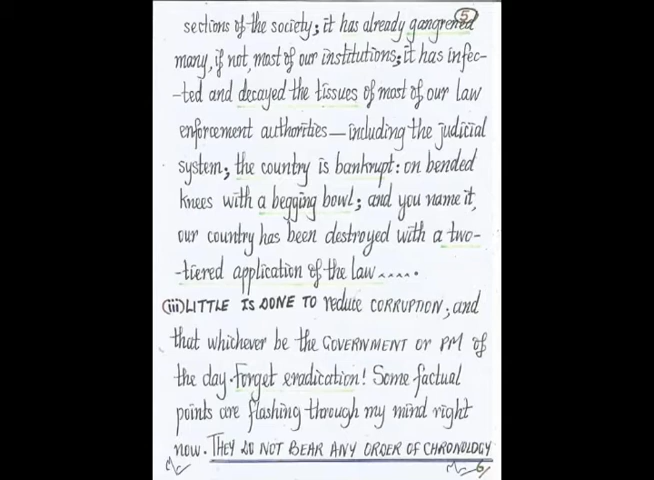 5
sections of the society; it has already gangrened
many, if not, most of our institutions; it has infec-
-ted and decayed the tissues of most of our law
enforcement authorities—including the judicial
system; the country is bankrupt: on bended
knees with a begging bowl; and you name it,
our country has been destroyed with a two-
-tiered application of the law.....
(iii) LITTLE IS DONE TO reduce CORRUPTION; and
that whichever be the GOVERNMENT or PM of
the day. Forget eradication! Some factual
points are flashing through my mind right
now. THEY DO NOT BEAR ANY ORDER OF CHRONOLOGY
6/